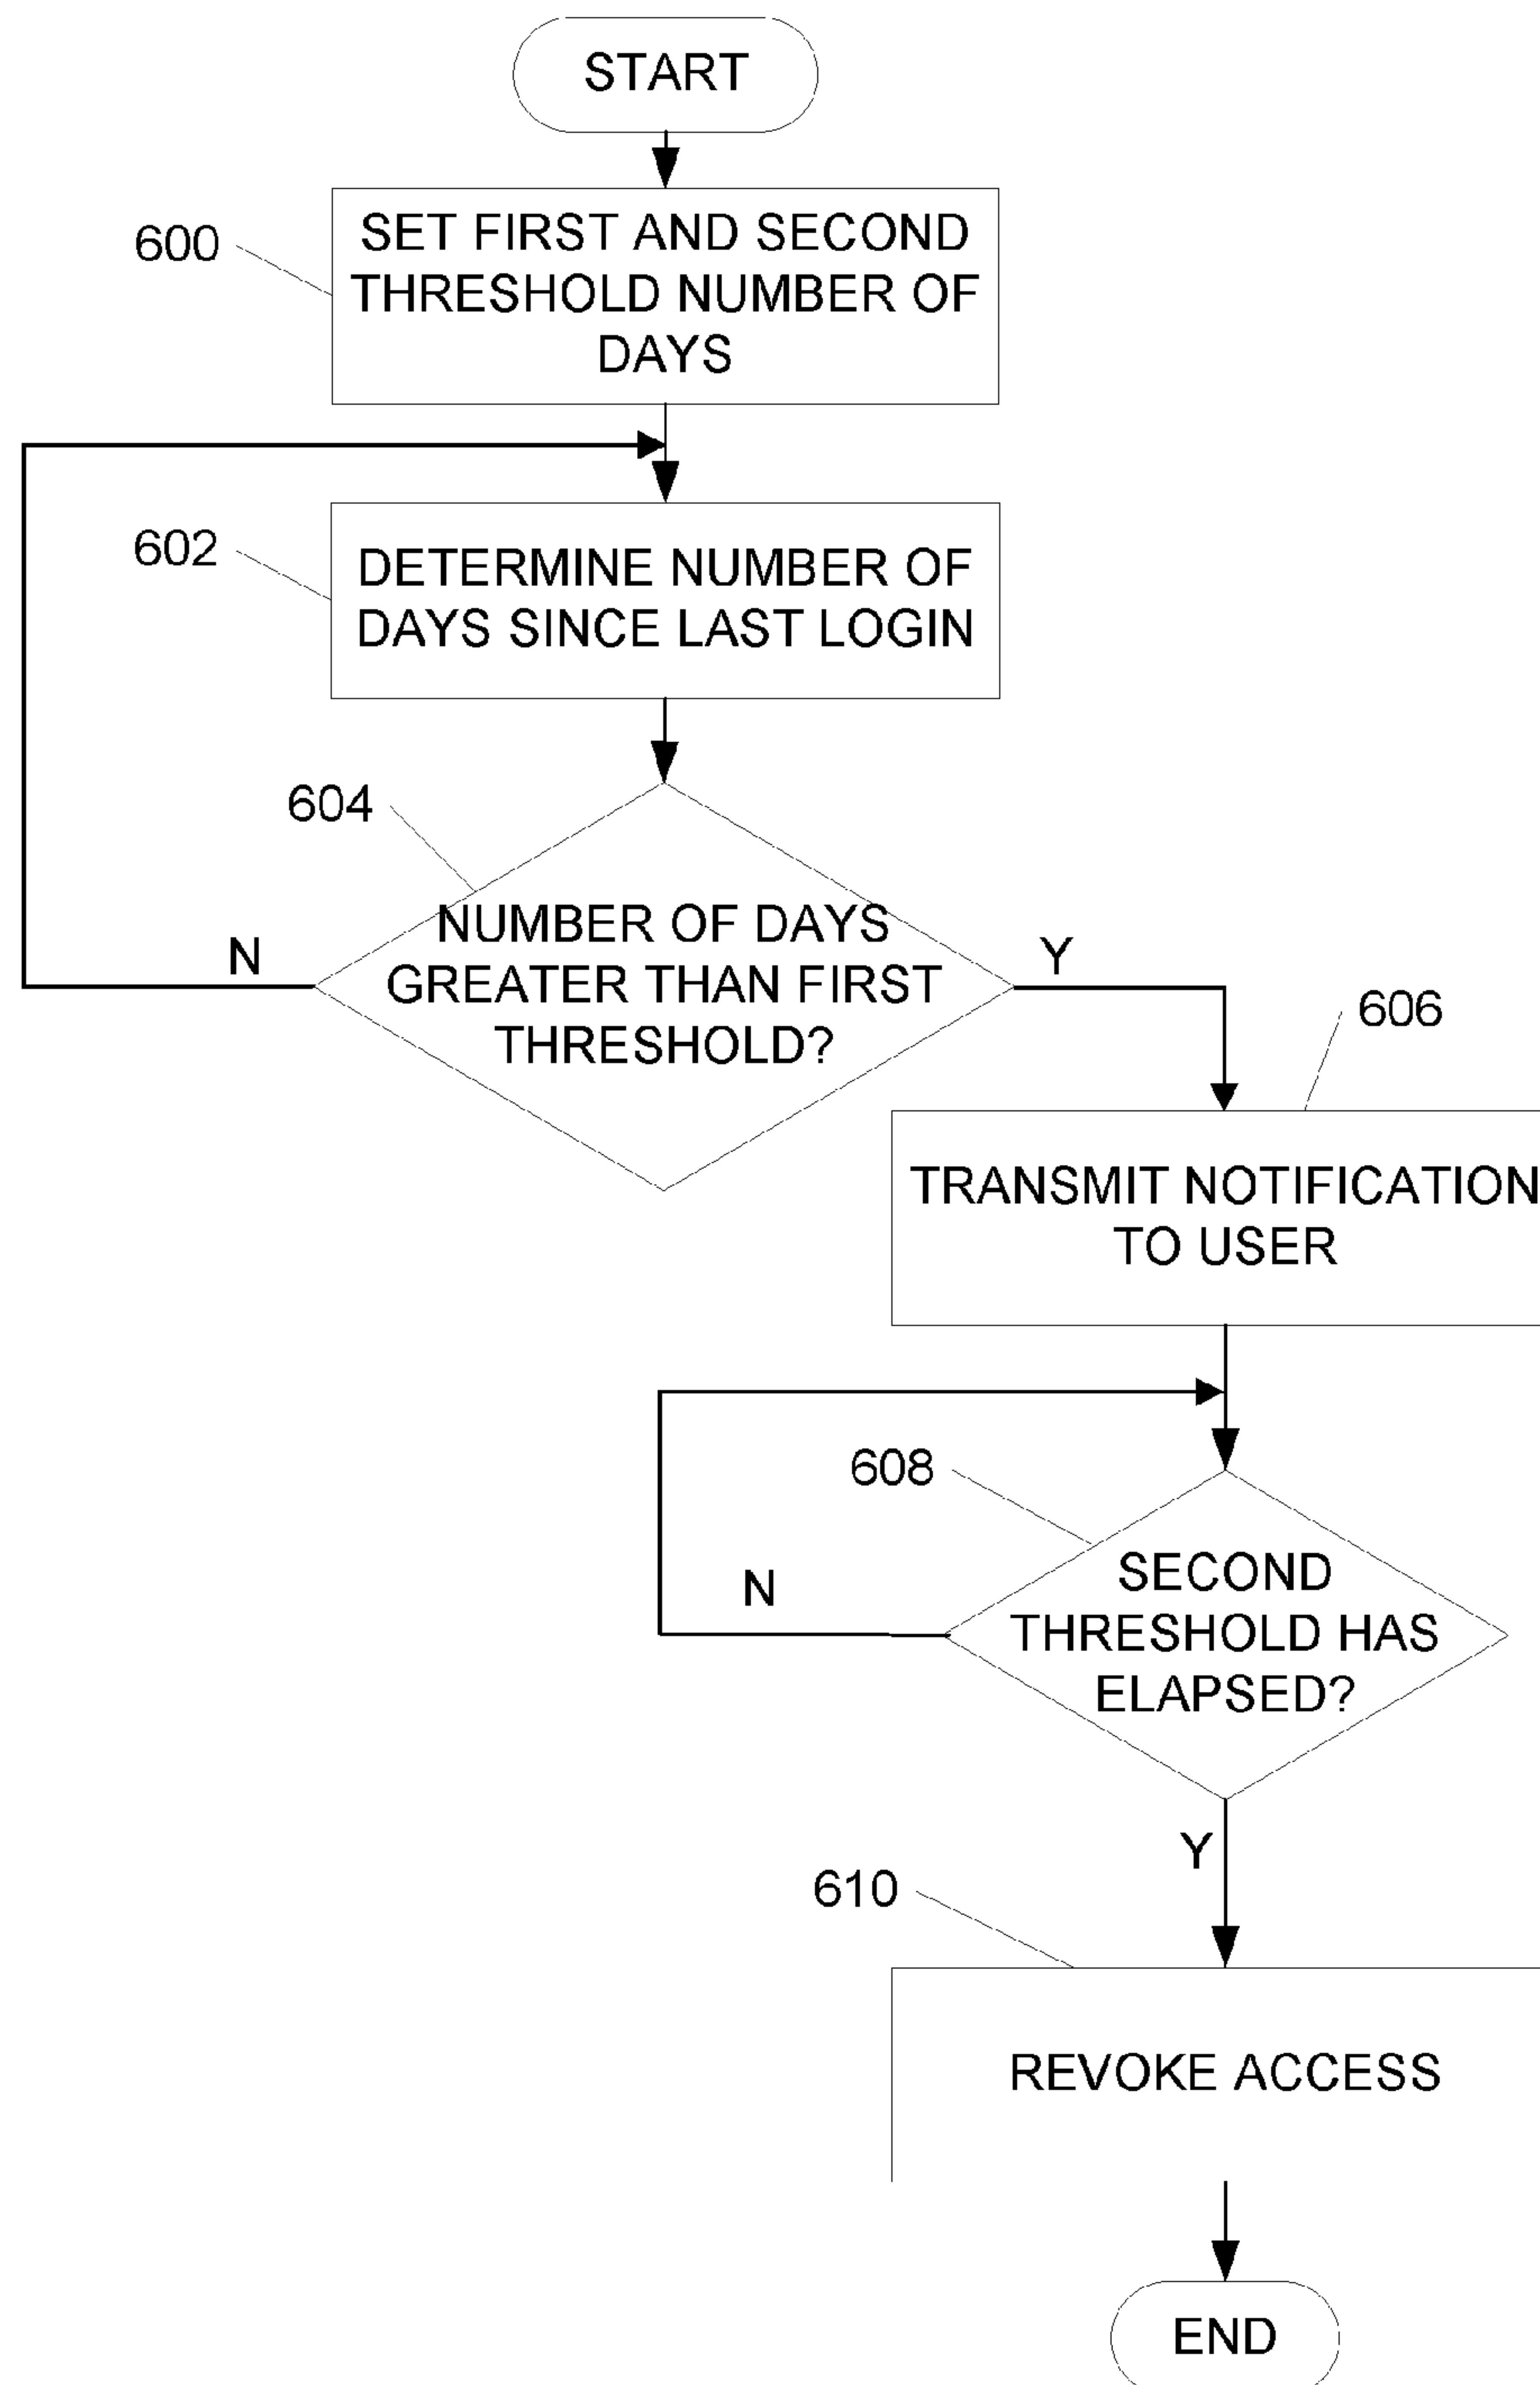 START
600
SET FIRST AND SECOND
THRESHOLD NUMBER OF
DAYS
602
DETERMINE NUMBER OF
DAYS SINCE LAST LOGIN
604
NUMBER OF DAYS
GREATER THAN FIRST
THRESHOLD?
N
Y
606
TRANSMIT NOTIFICATION
TO USER
608
SECOND
THRESHOLD HAS
ELAPSED?
N
Y
610
REVOKE ACCESS
END